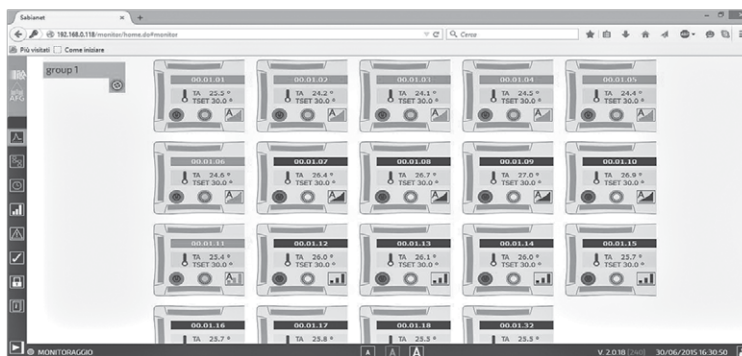 Sabianet
192.168.0.118/monitor/home.do#monitor
Cerca
Più visitati Come iniziare
group 1
00.01.01 00.01.02 00.01.03 00.01.04 00.01.05
TA 25.5 ° TA 24.2 ° TA 24.1 ° TA 24.5 ° TA 24.4 °
TSET 30.0 ° TSET 30.0 ° TSET 30.0 ° TSET 30.0 ° TSET 30.0 °
A A A A A
00.01.06 00.01.07 00.01.08 00.01.09 00.01.10
TA 24.6 ° TA 26.4 ° TA 26.7 ° TA 27.0 ° TA 26.9 °
TSET 30.0 ° TSET 30.0 ° TSET 30.0 ° TSET 30.0 ° TSET 30.0 °
A A A A A
00.01.11 00.01.12 00.01.13 00.01.14 00.01.15
TA 25.4 ° TA 26.0 ° TA 26.1 ° TA 26.0 ° TA 25.7 °
TSET 30.0 ° TSET 30.0 ° TSET 30.0 ° TSET 30.0 ° TSET 30.0 °
A
00.01.16 00.01.17 00.01.18 00.01.32
TA 25.7 ° TA 25.8 ° TA 25.5 ° TA 25.5 °
MONITORAGGIO A A A V. 2.0.18 [240] 30/06/2015 16:30:50